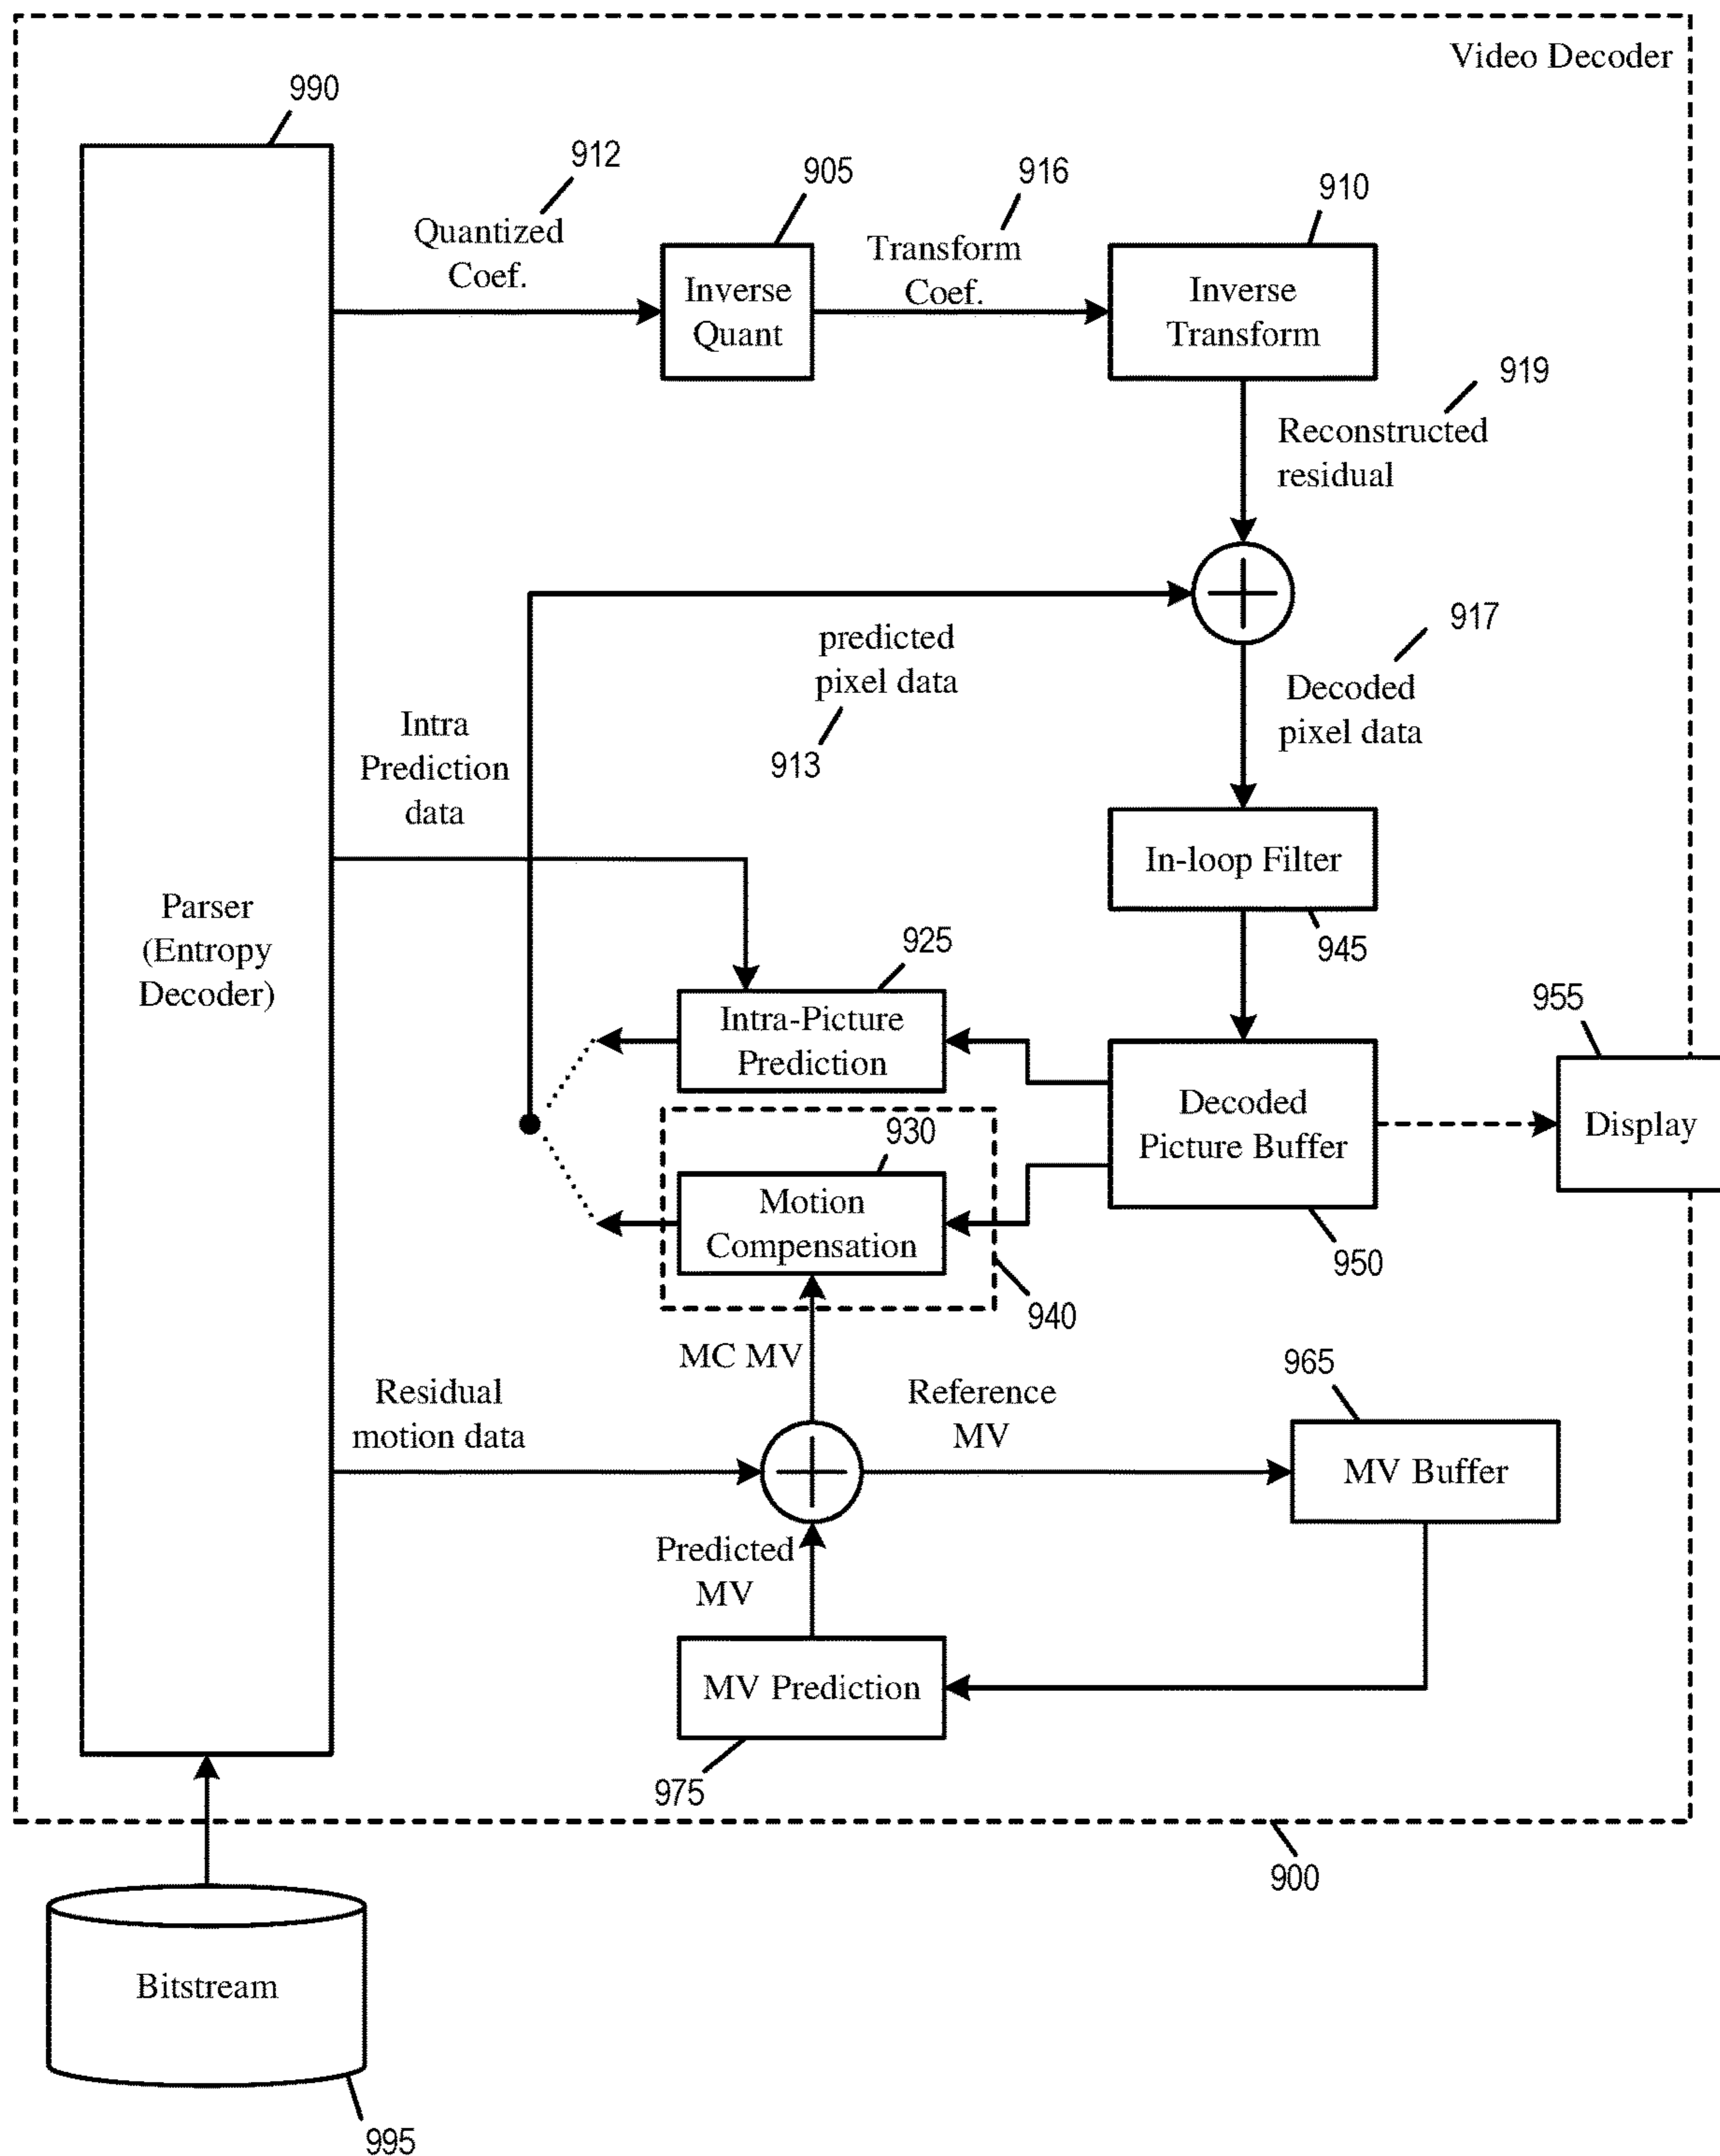 Video Decoder
990
912
905
916
910
Quantized
Coef.
Transform
Coef.
Inverse
Quant
Inverse
Transform
919
Reconstructed
residual
917
predicted
pixel data
913
Decoded
pixel data
Intra
Prediction
data
Parser
(Entropy
Decoder)
In-loop Filter
945
925
Intra-Picture
Prediction
955
Display
Decoded
Picture Buffer
950
930
Motion
Compensation
940
MC MV
965
Residual
motion data
Reference
MV
MV Buffer
Predicted
MV
MV Prediction
975
900
Bitstream
995